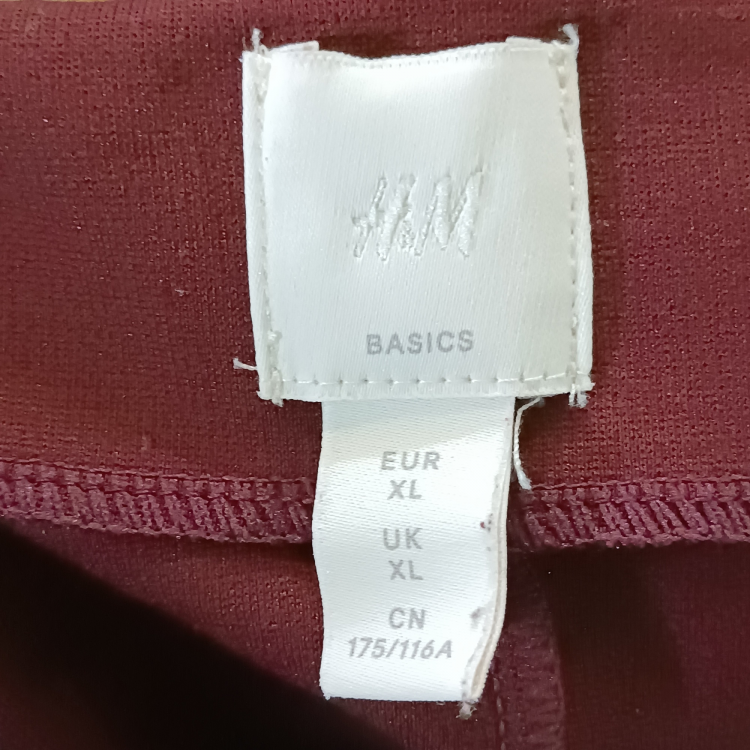 H&M
BASICS
EUR
XL
UK
XL
CN
175/116A